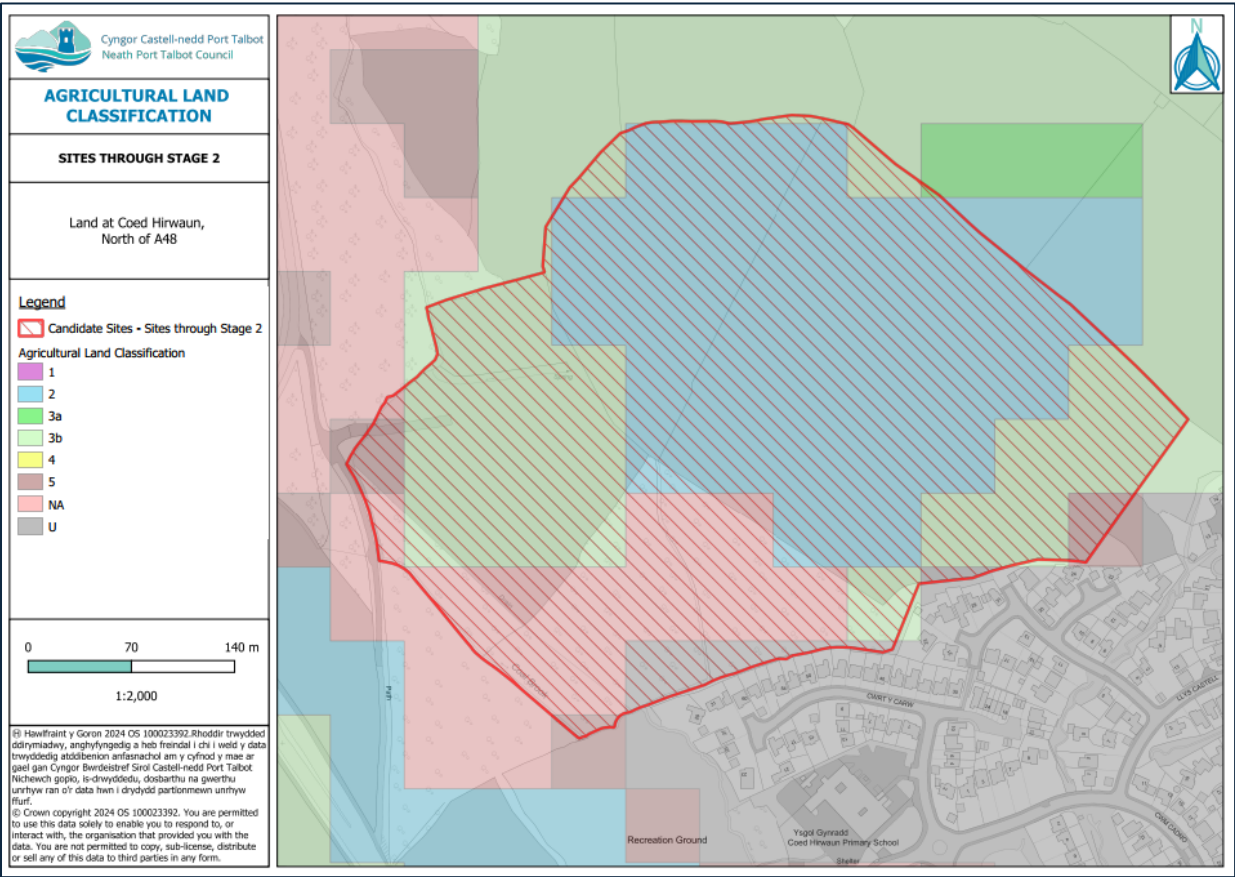 Cyngor Castell-nedd Port Talbot
Neath Port Talbot Council
AGRICULTURAL LAND
CLASSIFICATION
SITES THROUGH STAGE 2
Land at Coed Hirwaun,
North of A48
Legend
Candidate Sites - Sites through Stage 2
Agricultural Land Classification
1
2
3a
3b
4
5
NA
U
0 70 140 m
1:2,000
Ⓗ Hawlfraint y Goron 2024 OS 100023392.Rhoddir trwydded
ddirymiadwy, anghyfyngedig a heb freindal i chi i weld y data
trwyddedig atddibenion anfasnachol am y cyfnod y mae ar
gael gan Cyngor Bwrdeistref Sirol Castell-nedd Port Talbot
Nichewch gopïo, is-drwyddedu, dosbarthu na gwerthu
unrhyw ran o'r data hwn i drydydd partïonmewn unrhyw
ffurf.
© Crown copyright 2024 OS 100023392. You are permitted
to use this data solely to enable you to respond to, or
interact with, the organisation that provided you with the
data. You are not permitted to copy, sub-license, distribute
or sell any of this data to third parties in any form.
N
Spring
Path
Brook
CWRT Y CARW
LLYS CASTELL
CWM CADNO
Recreation Ground
Ysgol Gynradd
Coed Hirwaun Primary School
Shelter